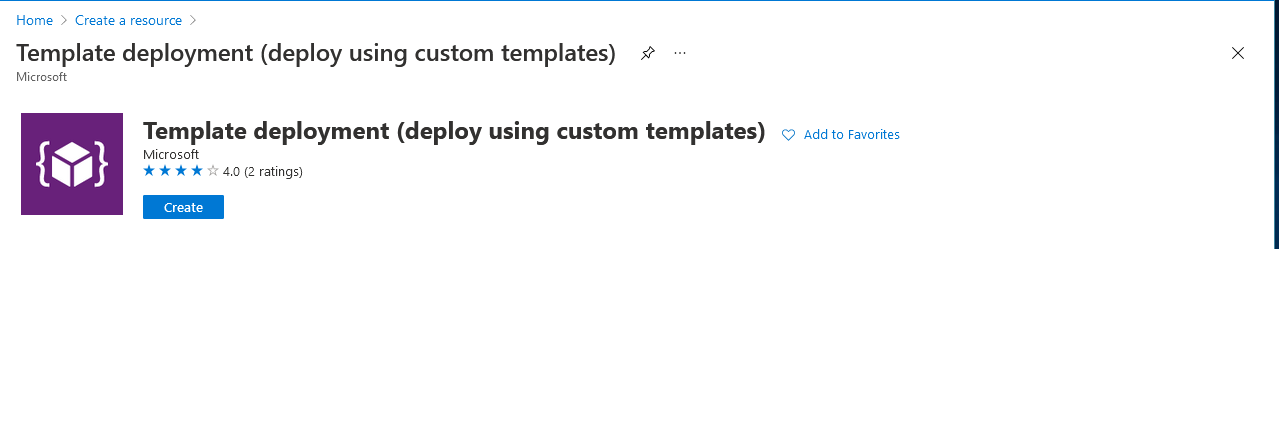 Home > Create a resource >
Template deployment (deploy using custom templates) ...
Microsoft
Template deployment (deploy using custom templates) Add to Favorites
Microsoft
4.0 (2 ratings)
Create